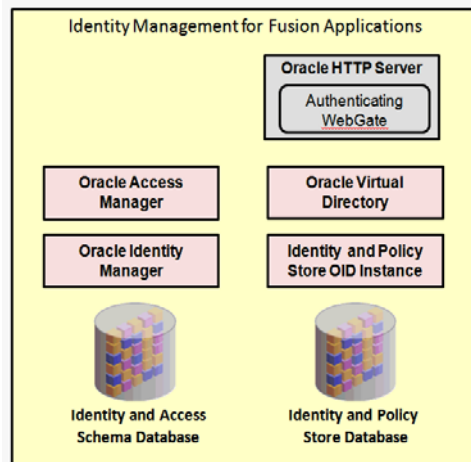 Identity Management for Fusion Applications
Oracle HTTP Server
Authenticating
WebGate
Oracle Access
Manager
Oracle Virtual
Directory
Oracle Identity
Manager
Identity and Policy
Store OID Instance
Identity and Access
Schema Database
Identity and Policy
Store Database